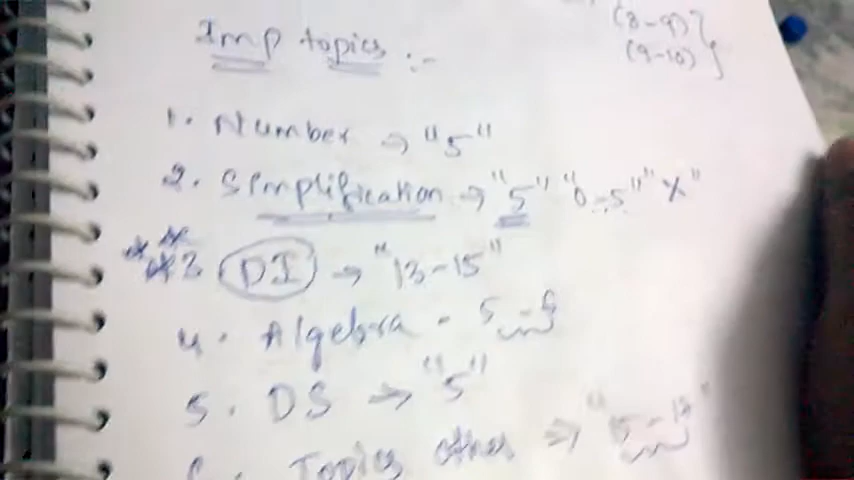 (8-9)}
(9-10)}
Imp topics :-
1. Number → "5"
2. Simplification → "5" "0-5" "X"
3 DI → "13-15"
4. Algebra - 5-6
5. DS → "5"
Topics other ⇒